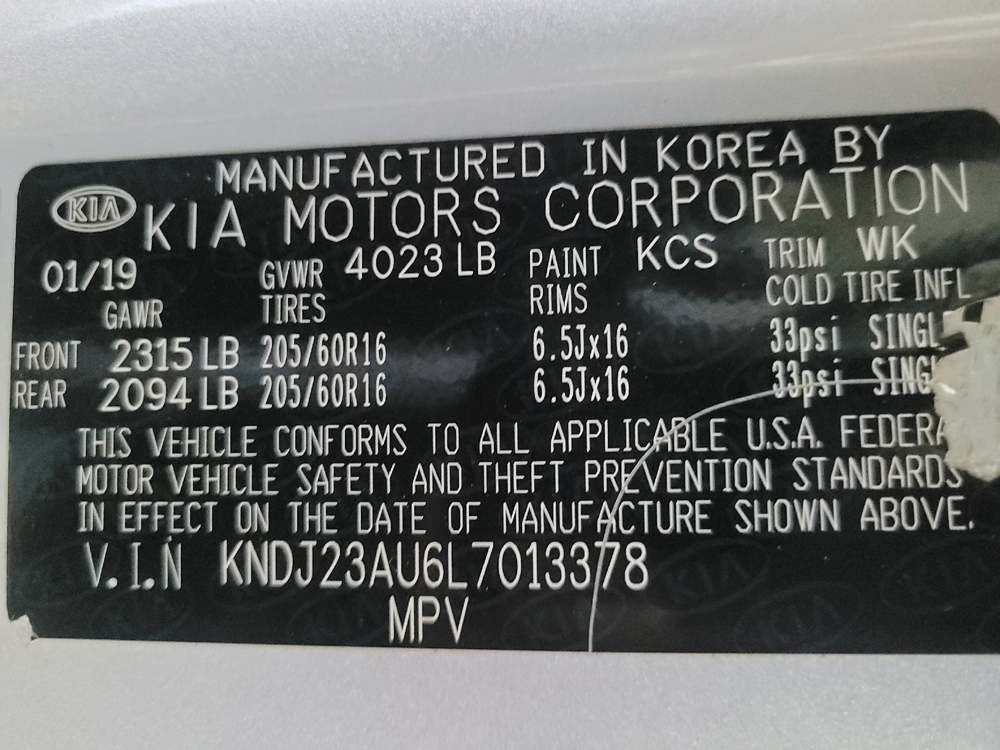 MANUFACTURED IN KOREA BY
KIA KIA MOTORS CORPORATION
01/19 GVWR 4023 LB PAINT KCS TRIM WK
GAWR TIRES RIMS COLD TIRE INFL
FRONT 2315 LB 205/60R16 6.5Jx16 33psi SINGL
REAR 2094 LB 205/60R16 6.5Jx16 33psi SING
THIS VEHICLE CONFORMS TO ALL APPLICABLE U.S.A. FEDERA
MOTOR VEHICLE SAFETY AND THEFT PREVENTION STANDARDS
IN EFFECT ON THE DATE OF MANUFACTURE SHOWN ABOVE.
V.I.N KNDJ23AU6L7013378
MPV